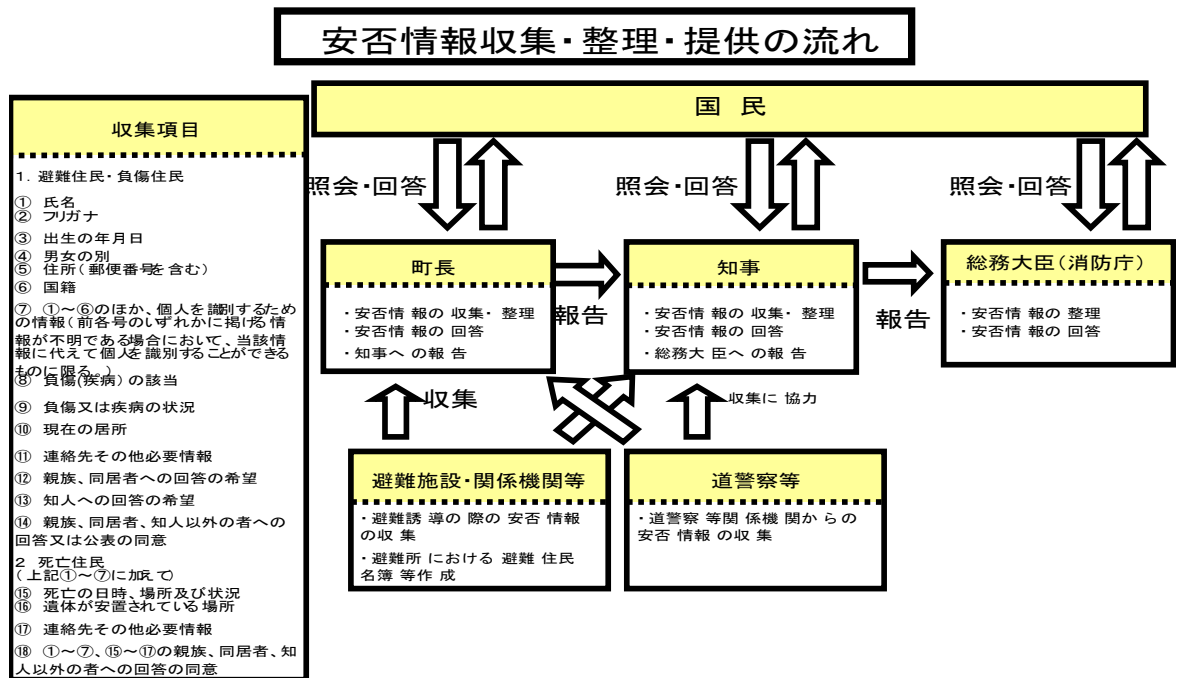 安否情報収集・整理・提供の流れ
収集項目
1. 避難住民・負傷住民
① 氏名
② フリガナ
③ 出生の年月日
④ 男女の別
⑤ 住所(郵便番号を含む)
⑥ 国籍
⑦ ①～⑥のほか、個人を識別するため
の情報(前各号のいずれかに掲げる情
報が不明である場合において、当該情
報に代えて個人を識別することができる
ものに限る。)
⑧ 負傷(疾病)の該当
⑨ 負傷又は疾病の状況
⑩ 現在の居所
⑪ 連絡先その他必要情報
⑫ 親族、同居者への回答の希望
⑬ 知人への回答の希望
⑭ 親族、同居者、知人以外の者への
回答又は公表の同意
2 死亡住民
(上記①～⑦に加えて)
⑮ 死亡の日時、場所及び状況
⑯ 遺体が安置されている場所
⑰ 連絡先その他必要情報
⑱ ①～⑦、⑮～⑰の親族、同居者、知
人以外の者への回答の同意
国 民
照会・回答
照会・回答
照会・回答
町長
・安否情報の収集・整理
・安否情報の回答
・知事への報告
報告
知事
・安否情報の収集・整理
・安否情報の回答
・総務大臣への報告
報告
総務大臣(消防庁)
・安否情報の整理
・安否情報の回答
収集
収集に協力
避難施設・関係機関等
・避難誘導の際の安否情報
の収集
・避難所における避難住民
名簿等作成
道警察等
・道警察等関係機関からの
安否情報の収集